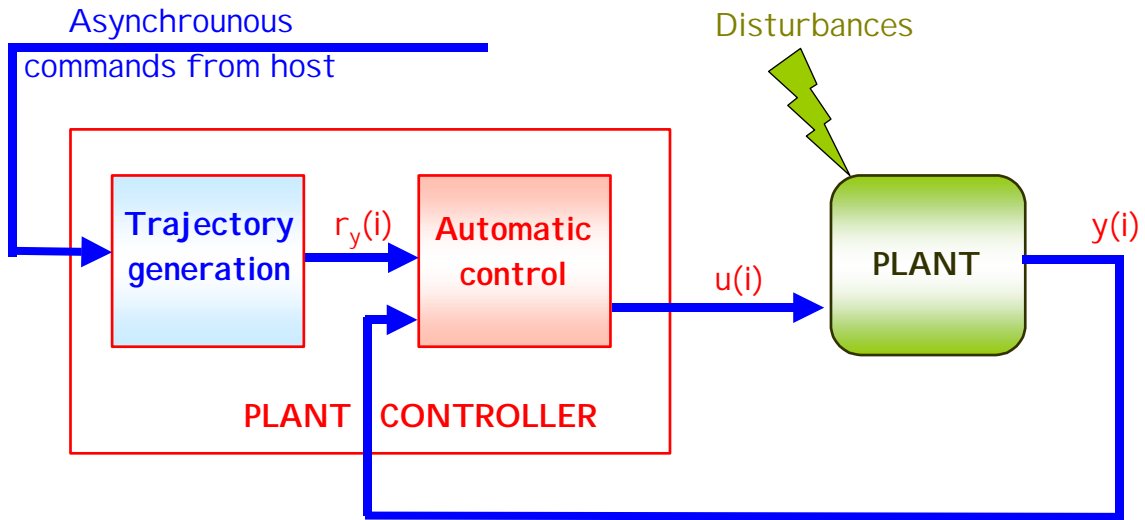 Asynchrounous
commands from host
Disturbances
Trajectory
generation
r_y(i)
Automatic
control
u(i)
PLANT
y(i)
PLANT CONTROLLER